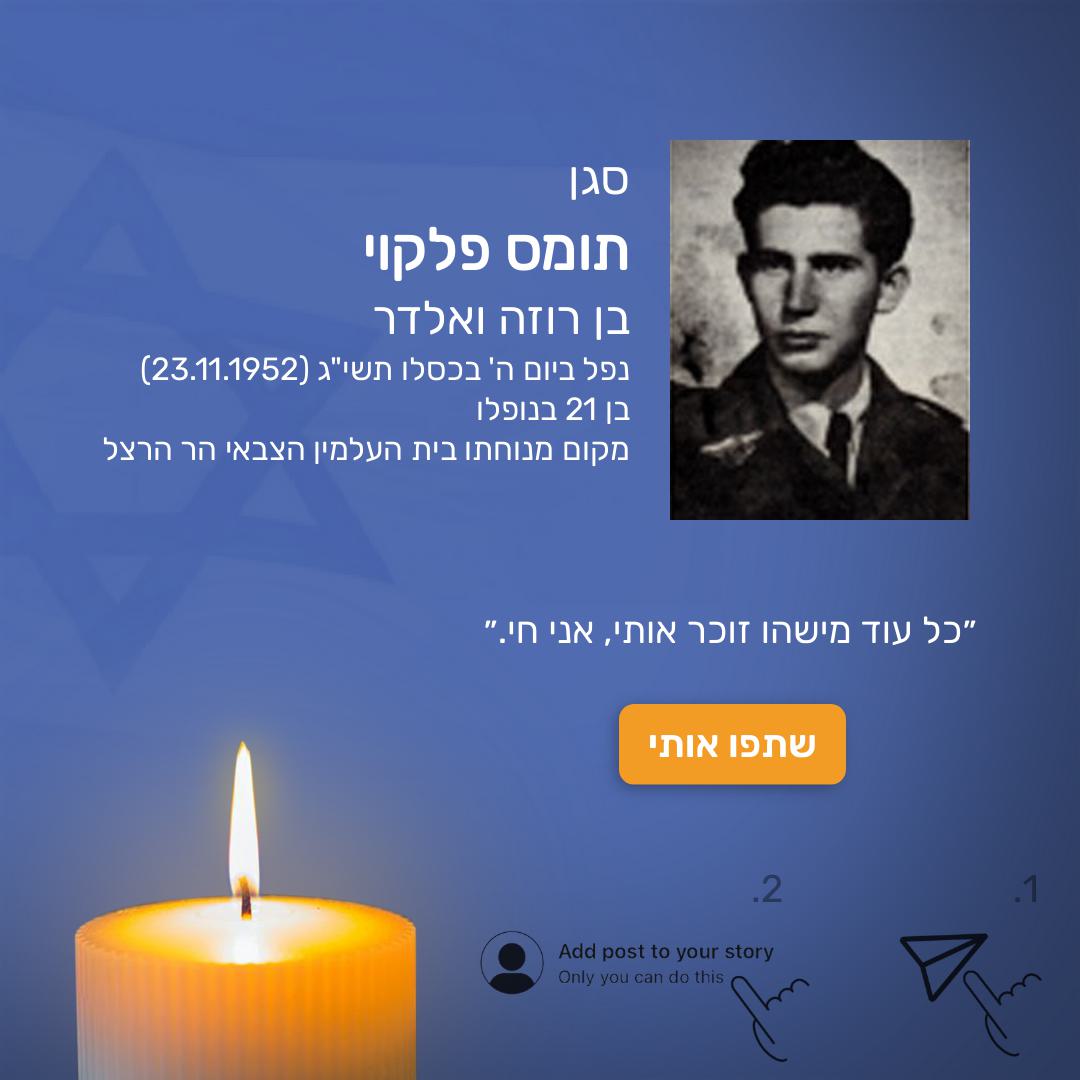 סגן
תומס פלקוי
בן רוזה ואלדר
נפל ביום ה' בכסלו תשי"ג (23.11.1952)
בן 21 בנופלו
מקום מנוחתו בית העלמין הצבאי הר הרצל
״כל עוד מישהו זוכר אותי, אני חי.״
שתפו אותי
1.
2.
Add post to your story
Only you can do this